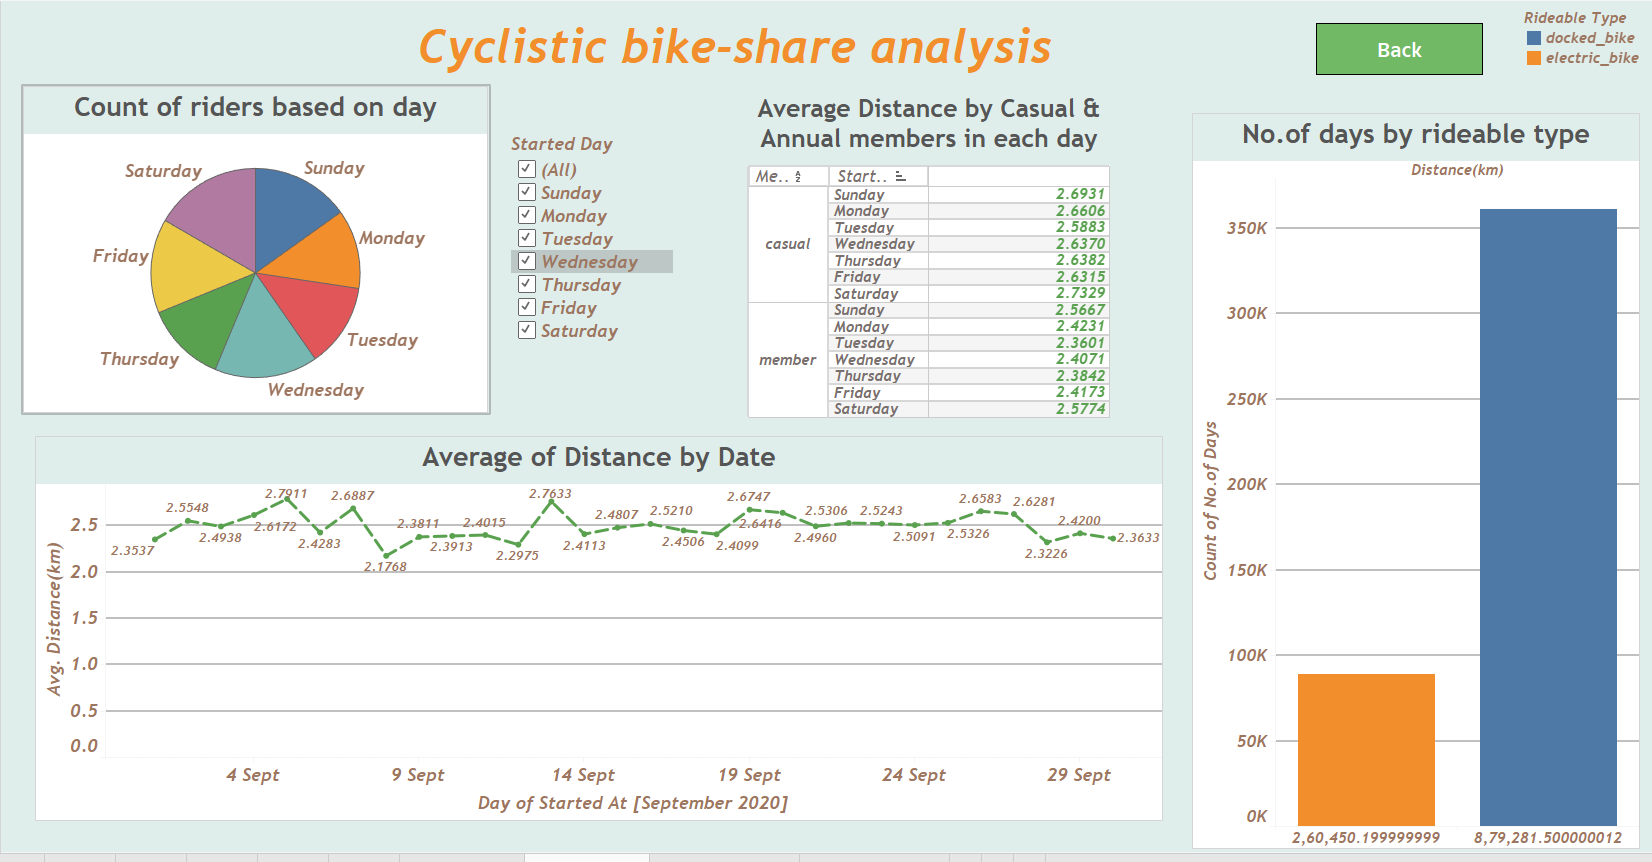 Cyclistic bike-share analysis
Back
Rideable Type
docked_bike
electric_bike
Count of riders based on day
Saturday
Sunday
Monday
Friday
Tuesday
Thursday
Wednesday
Started Day
(All)
Sunday
Monday
Tuesday
Wednesday
Thursday
Friday
Saturday
Average Distance by Casual &
Annual members in each day
Me.. Start..
casual
Sunday 2.6931
Monday 2.6606
Tuesday 2.5883
Wednesday 2.6370
Thursday 2.6382
Friday 2.6315
Saturday 2.7329
member
Sunday 2.5667
Monday 2.4231
Tuesday 2.3601
Wednesday 2.4071
Thursday 2.3842
Friday 2.4173
Saturday 2.5774
Average of Distance by Date
Avg. Distance(km)
2.5
2.0
1.5
1.0
0.5
0.0
2.3537
2.5548
2.4938
2.6172
2.7911
2.4283
2.6887
2.1768
2.3811
2.3913
2.4015
2.2975
2.7633
2.4113
2.4807
2.5210
2.4506
2.4099
2.6747
2.6416
2.4960
2.5306
2.5243
2.5091
2.5326
2.6583
2.6281
2.3226
2.4200
2.3633
4 Sept
9 Sept
14 Sept
19 Sept
24 Sept
29 Sept
Day of Started At [September 2020]
No.of days by rideable type
Distance(km)
Count of No.of Days
350K
300K
250K
200K
150K
100K
50K
0K
2,60,450.199999999
8,79,281.500000012